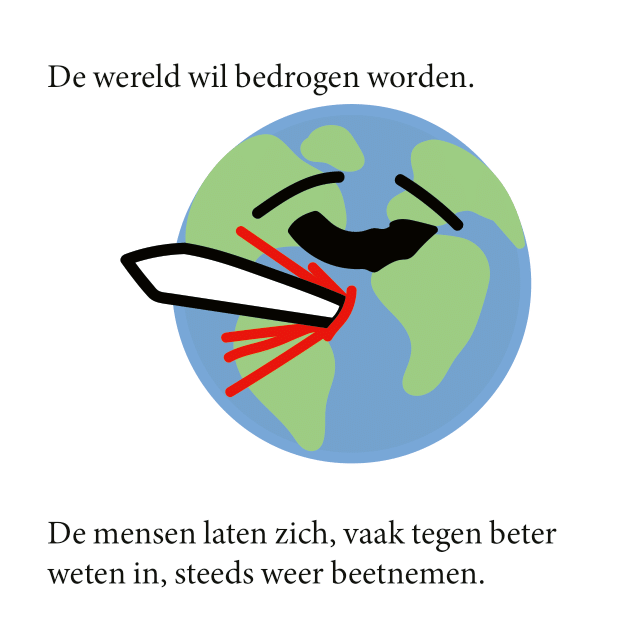 De wereld wil bedrogen worden.
De mensen laten zich, vaak tegen beter
weten in, steeds weer beetnemen.